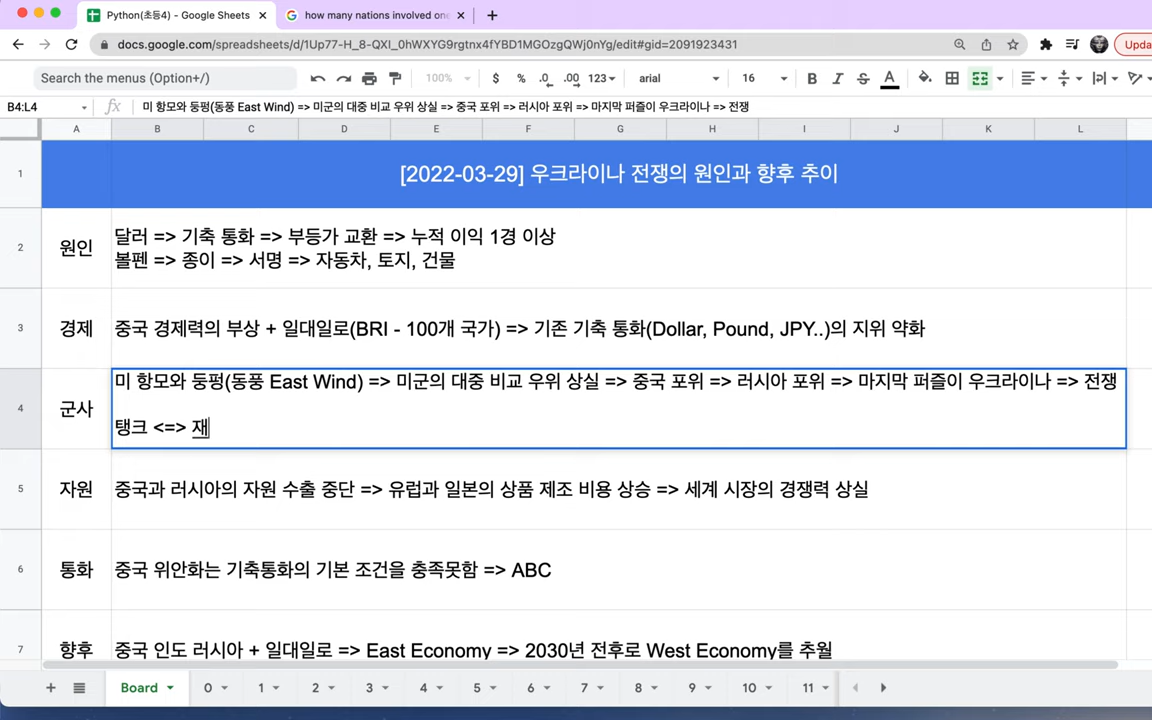 Python(초등4) - Google Sheets
how many nations involved one
docs.google.com/spreadsheets/d/1Up77-H_8-QXI_0hWXYG9rgtnx4fYBD1MGOzgQWj0nYg/edit#gid=2091923431
Upda
Search the menus (Option+/)
100%
$ % .0 .00 123
arial
16
B I S A
B4:L4
fx
미 항모와 둥펑(동풍 East Wind) => 미군의 대중 비교 우위 상실 => 중국 포위 => 러시아 포위 => 마지막 퍼즐이 우크라이나 => 전쟁
A B C D E F G H I J K L
1
[2022-03-29] 우크라이나 전쟁의 원인과 향후 추이
2
원인
달러 => 기축 통화 => 부등가 교환 => 누적 이익 1경 이상
볼펜 => 종이 => 서명 => 자동차, 토지, 건물
3
경제
중국 경제력의 부상 + 일대일로(BRI - 100개 국가) => 기존 기축 통화(Dollar, Pound, JPY..)의 지위 약화
4
군사
미 항모와 둥펑(동풍 East Wind) => 미군의 대중 비교 우위 상실 => 중국 포위 => 러시아 포위 => 마지막 퍼즐이 우크라이나 => 전쟁
탱크 <=> 재
5
자원
중국과 러시아의 자원 수출 중단 => 유럽과 일본의 상품 제조 비용 상승 => 세계 시장의 경쟁력 상실
6
통화
중국 위안화는 기축통화의 기본 조건을 충족못함 => ABC
7
향후
중국 인도 러시아 + 일대일로 => East Economy => 2030년 전후로 West Economy를 추월
Board 0 1 2 3 4 5 6 7 8 9 10 11